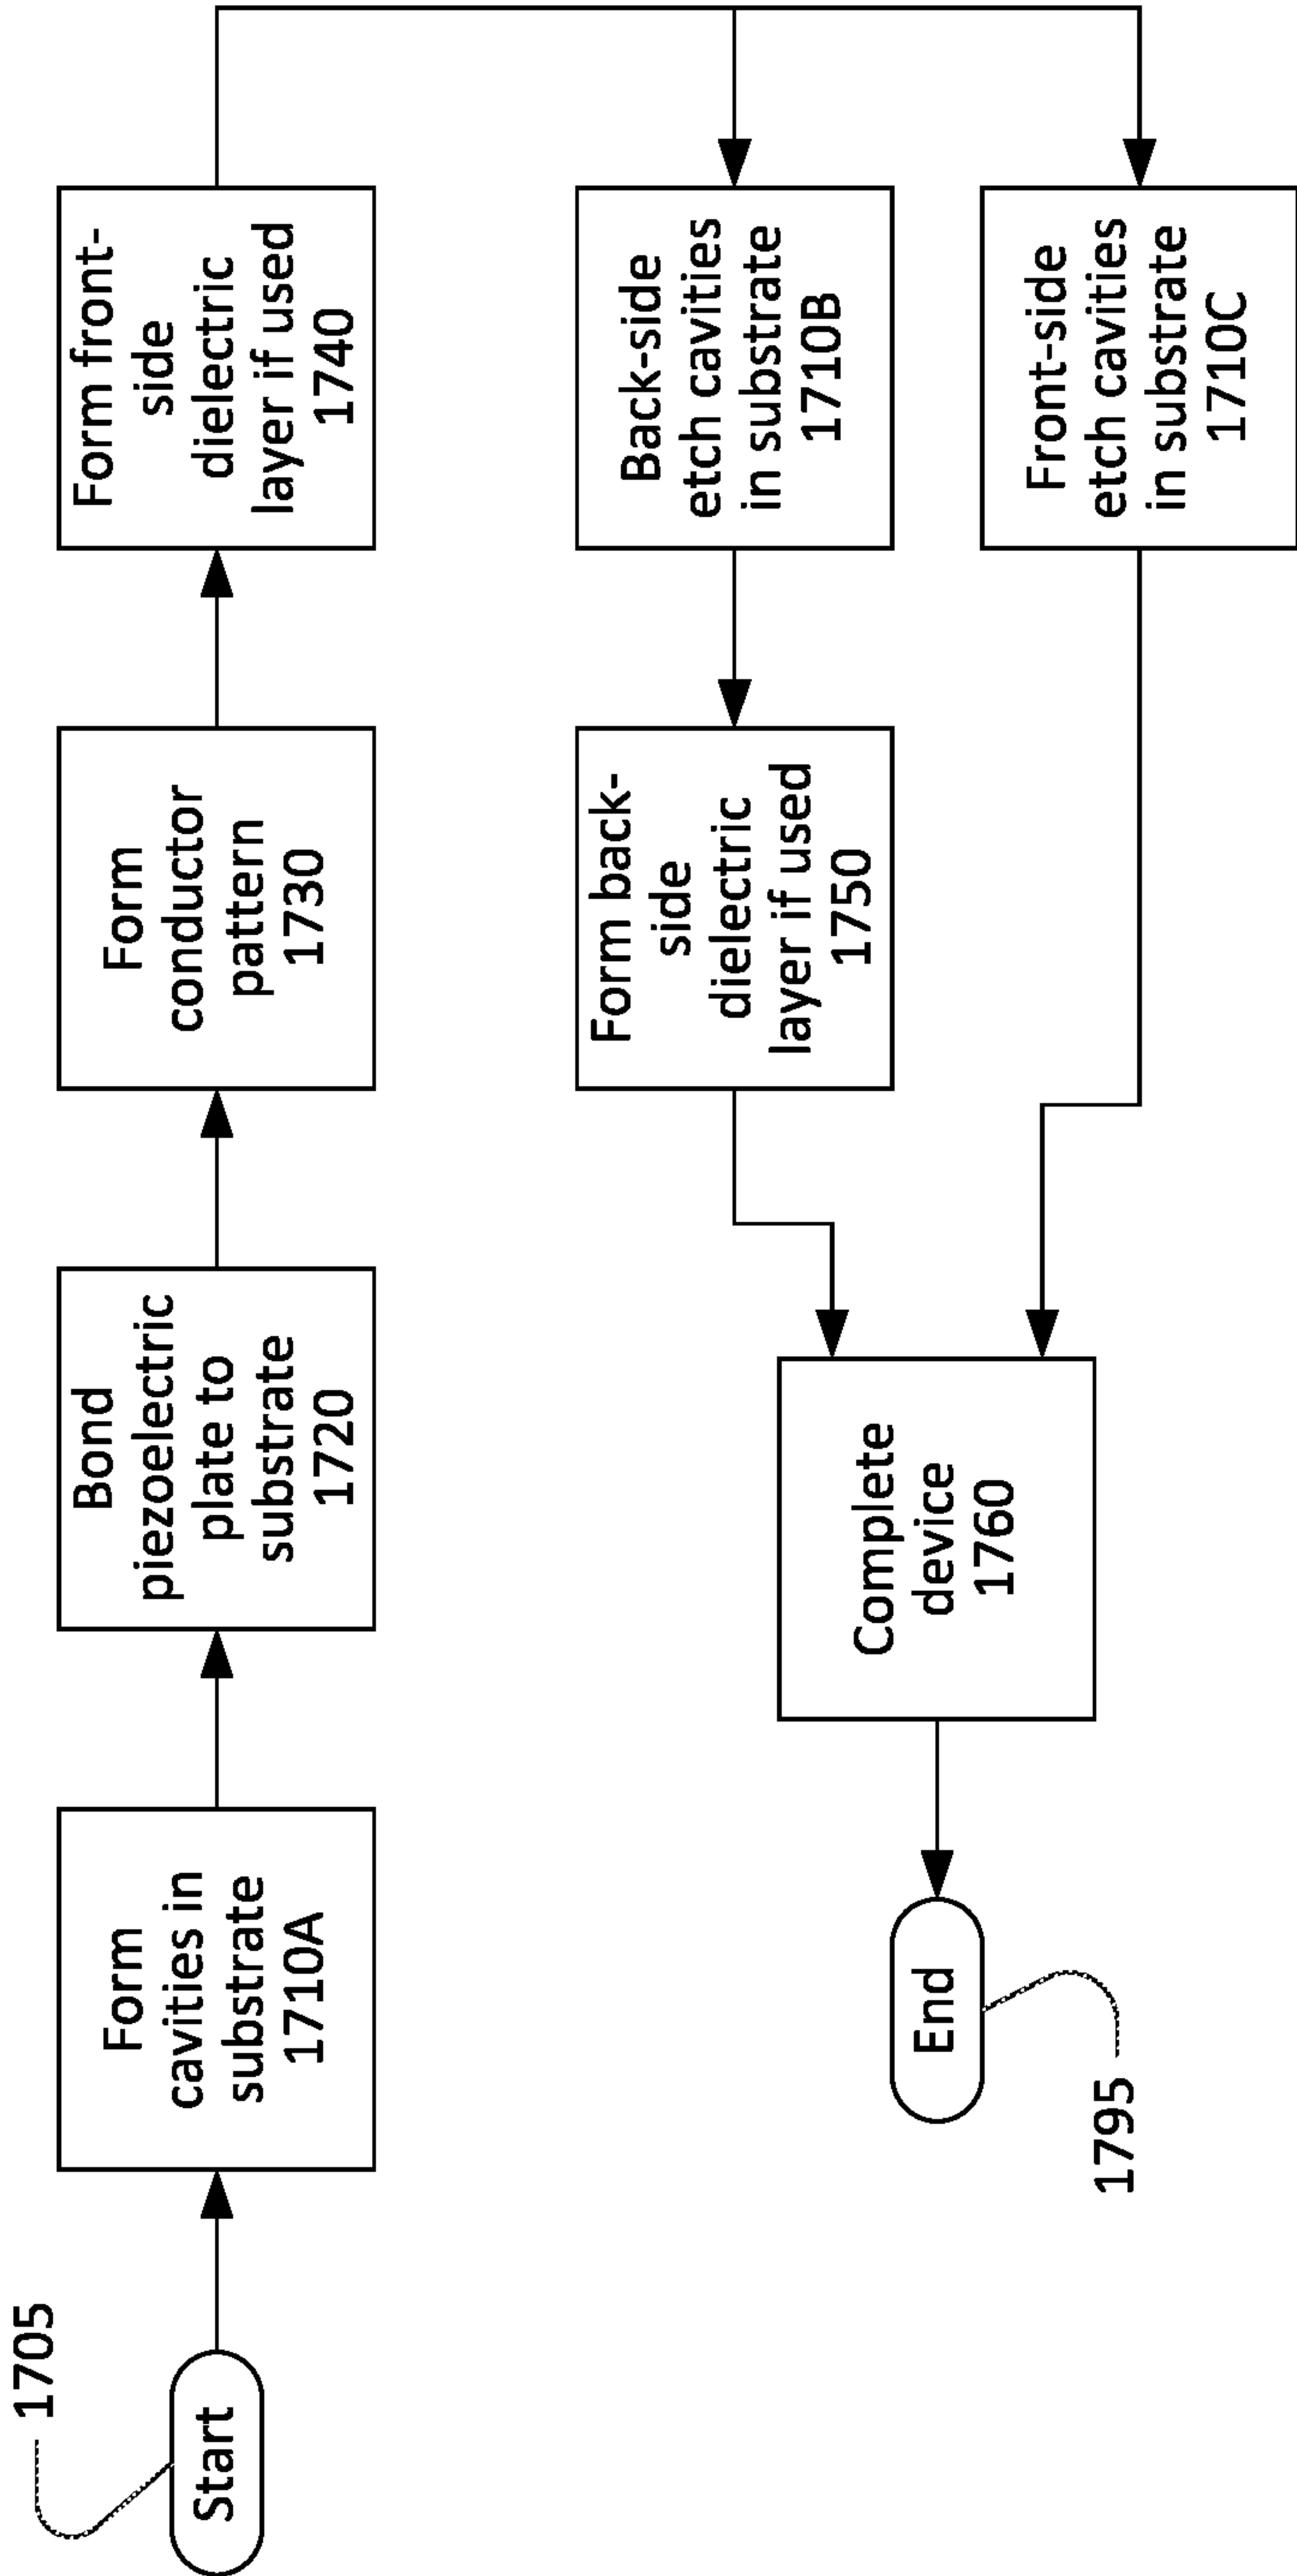 1705
Start
Form
cavities in
substrate
1710A
Bond
piezoelectric
plate to
substrate
1720
Form
conductor
pattern
1730
Form front-
side
dielectric
layer if used
1740
Back-side
etch cavities
in substrate
1710B
Form back-
side
dielectric
layer if used
1750
Front-side
etch cavities
in substrate
1710C
Complete
device
1760
End
1795